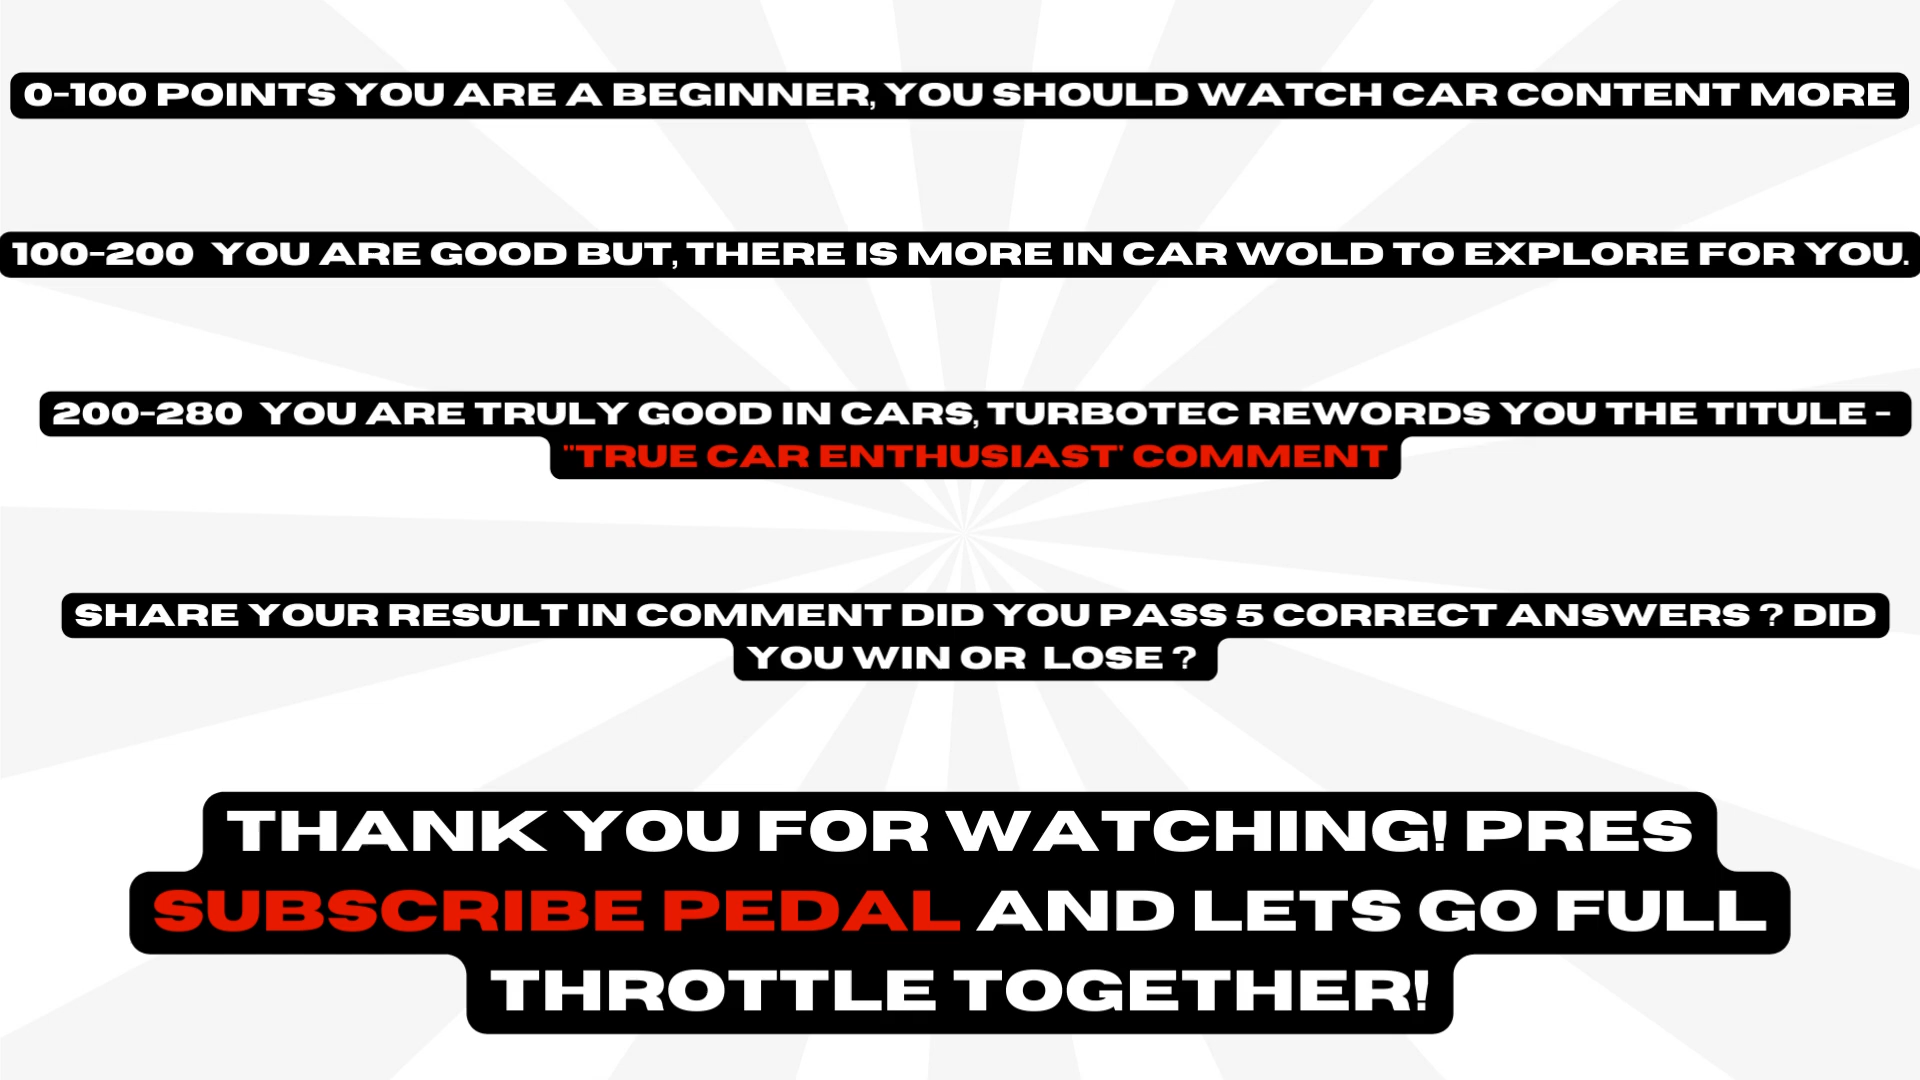 0-100 POINTS YOU ARE A BEGINNER, YOU SHOULD WATCH CAR CONTENT MORE
100-200 YOU ARE GOOD BUT, THERE IS MORE IN CAR WOLD TO EXPLORE FOR YOU.
200-280 YOU ARE TRULY GOOD IN CARS, TURBOTEC REWORDS YOU THE TITULE -
"TRUE CAR ENTHUSIAST' COMMENT
SHARE YOUR RESULT IN COMMENT DID YOU PASS 5 CORRECT ANSWERS ? DID
YOU WIN OR LOSE ?
THANK YOU FOR WATCHING! PRES
SUBSCRIBE PEDAL AND LETS GO FULL
THROTTLE TOGETHER!